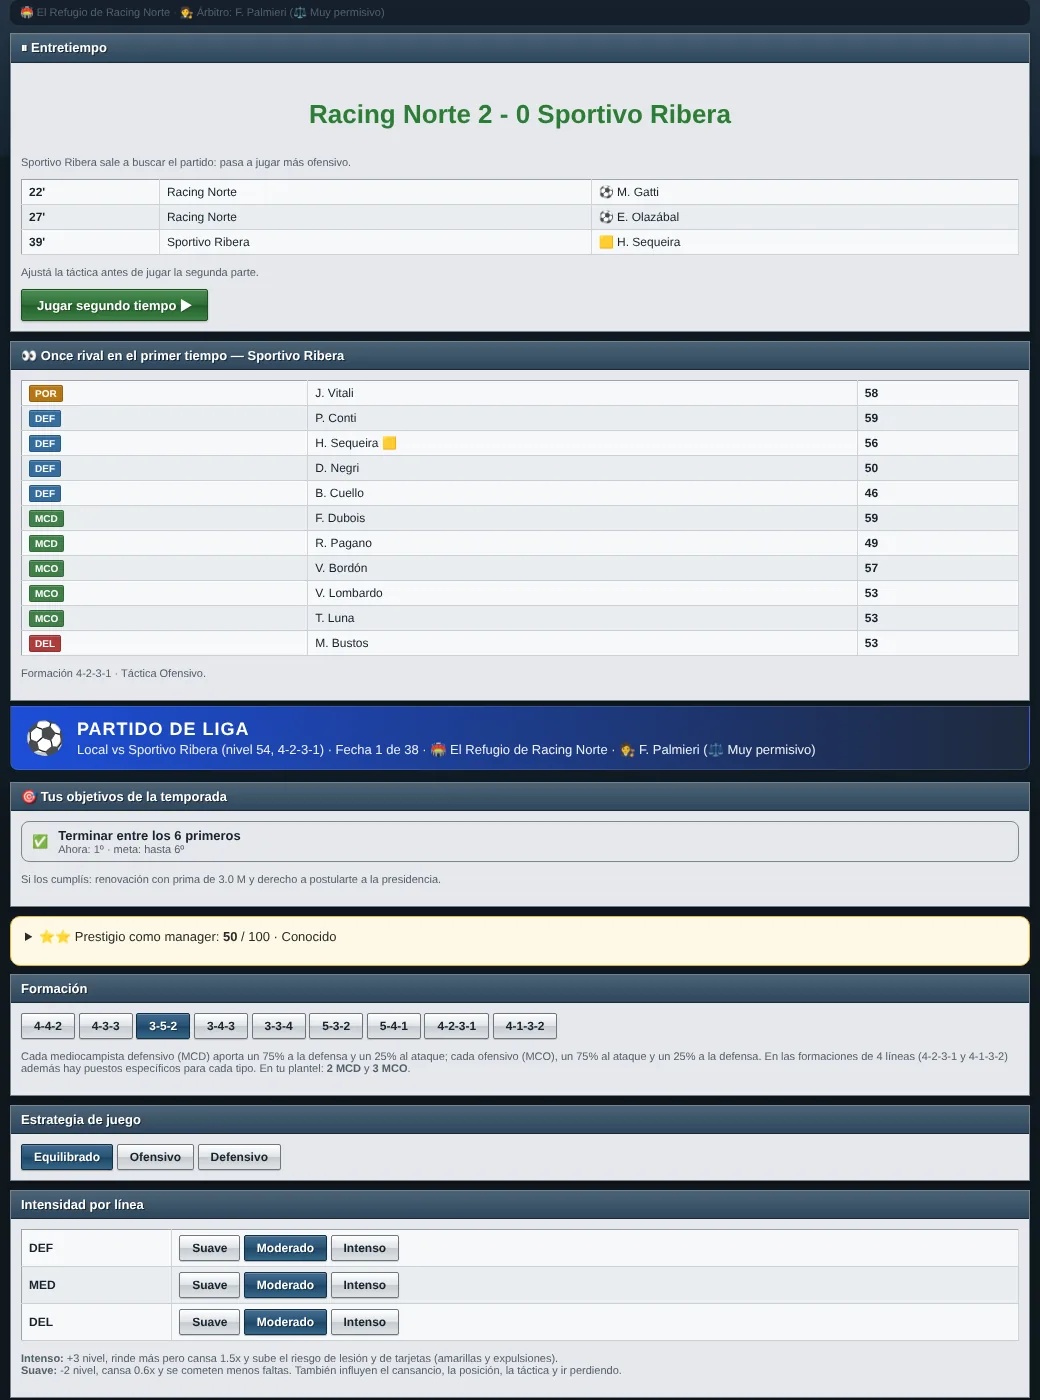 El Refugio de Racing Norte · Árbitro: F. Palmieri (⚖️ Muy permisivo)
Entretiempo
Racing Norte 2 - 0 Sportivo Ribera
Sportivo Ribera sale a buscar el partido: pasa a jugar más ofensivo.
22' Racing Norte ⚽ M. Gatti
27' Racing Norte ⚽ E. Olazábal
39' Sportivo Ribera 🟨 H. Sequeira
Ajustá la táctica antes de jugar la segunda parte.
Jugar segundo tiempo ▶
👀 Once rival en el primer tiempo — Sportivo Ribera
POR J. Vitali 58
DEF P. Conti 59
DEF H. Sequeira 🟨 56
DEF D. Negri 50
DEF B. Cuello 46
MCD F. Dubois 59
MCD R. Pagano 49
MCO V. Bordón 57
MCO V. Lombardo 53
MCO T. Luna 53
DEL M. Bustos 53
Formación 4-2-3-1 · Táctica Ofensivo.
PARTIDO DE LIGA
Local vs Sportivo Ribera (nivel 54, 4-2-3-1) · Fecha 1 de 38 · El Refugio de Racing Norte · F. Palmieri (⚖️ Muy permisivo)
🎯 Tus objetivos de la temporada
✅ Terminar entre los 6 primeros
Ahora: 1º · meta: hasta 6º
Si los cumplís: renovación con prima de 3.0 M y derecho a postularte a la presidencia.
▶ ⭐⭐ Prestigio como manager: 50 / 100 · Conocido
Formación
4-4-2 4-3-3 3-5-2 3-4-3 3-3-4 5-3-2 5-4-1 4-2-3-1 4-1-3-2
Cada mediocampista defensivo (MCD) aporta un 75% a la defensa y un 25% al ataque; cada ofensivo (MCO), un 75% al ataque y un 25% a la defensa. En las formaciones de 4 líneas (4-2-3-1 y 4-1-3-2)
además hay puestos específicos para cada tipo. En tu plantel: 2 MCD y 3 MCO.
Estrategia de juego
Equilibrado Ofensivo Defensivo
Intensidad por línea
DEF Suave Moderado Intenso
MED Suave Moderado Intenso
DEL Suave Moderado Intenso
Intenso: +3 nivel, rinde más pero cansa 1.5x y sube el riesgo de lesión y de tarjetas (amarillas y expulsiones).
Suave: -2 nivel, cansa 0.6x y se cometen menos faltas. También influyen el cansancio, la posición, la táctica y ir perdiendo.